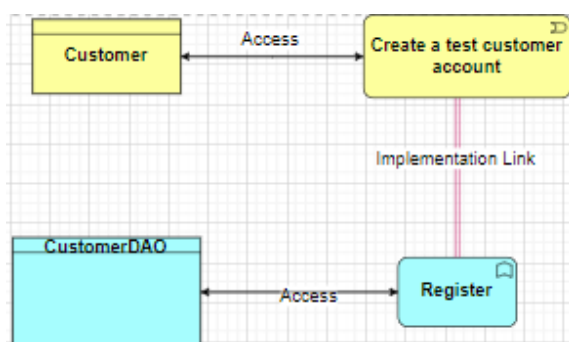 Access
Customer
Create a test customer
account
Implementation Link
CustomerDAO
Register
Access